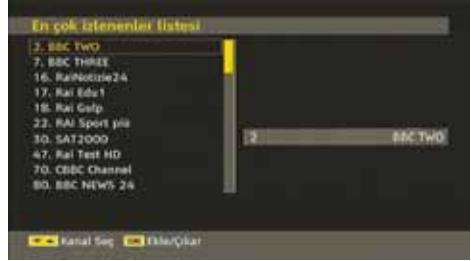 En çok izlenenler listesi
2. BBC TWO
7. BBC THREE
16. RaiNotizie24
17. Rai Edu1
18. Rai Gulp
22. RAI Sport più
30. SAT2000
47. Rai Test HD
70. CBBC Channel
80. BBC NEWS 24
2 BBC TWO
Kanal Seç OK Ekle/Çıkar